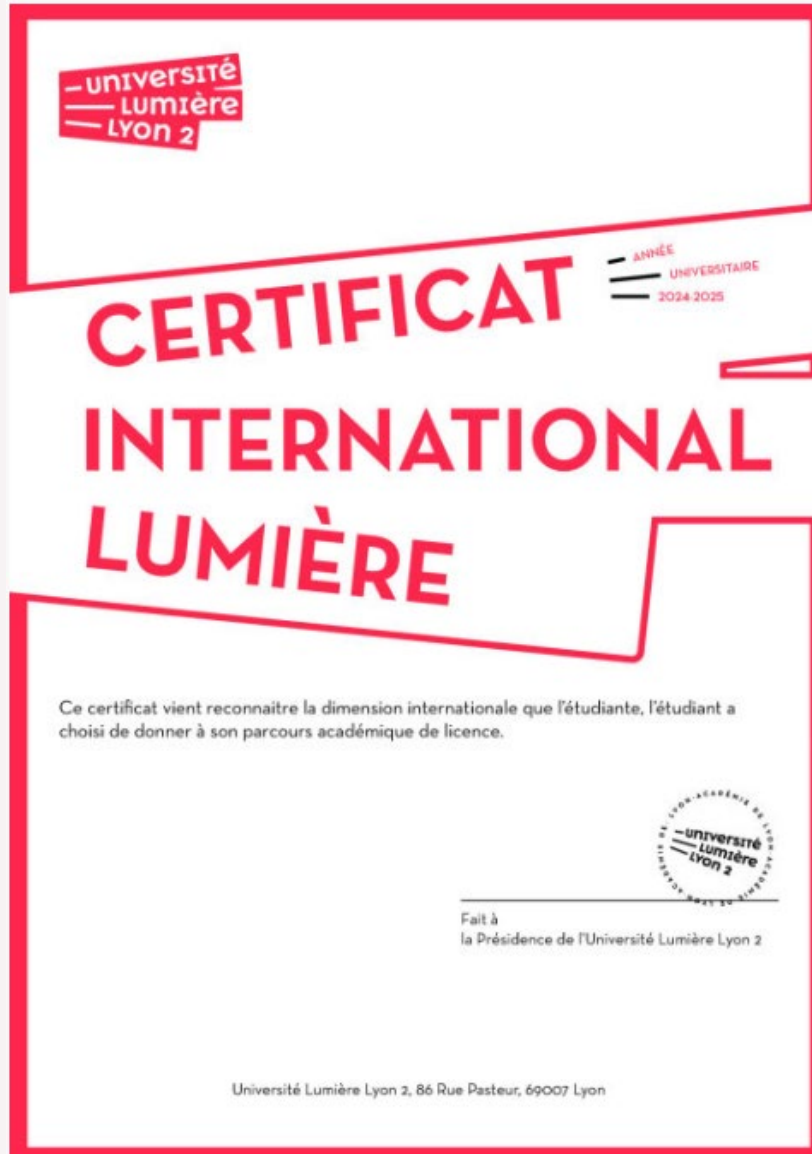 université
Lumière
Lyon 2
ANNÉE
UNIVERSITAIRE
2024-2025
CERTIFICAT
INTERNATIONAL
LUMIÈRE
Ce certificat vient reconnaitre la dimension internationale que l'étudiante, l'étudiant a
choisi de donner à son parcours académique de licence.
université
Lumière
Lyon 2
Fait à
la Présidence de l'Université Lumière Lyon 2
Université Lumière Lyon 2, 86 Rue Pasteur, 69007 Lyon